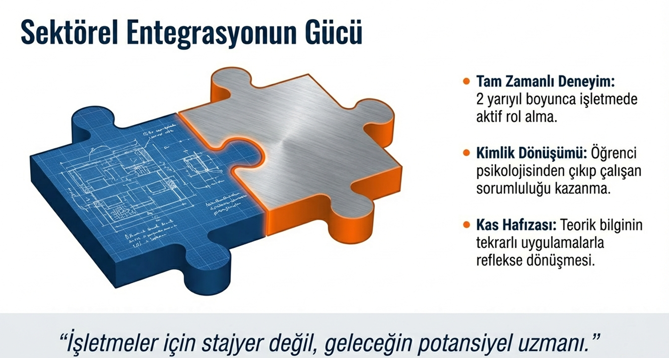 Sektörel Entegrasyonun Gücü
Tam Zamanlı Deneyim:
2 yarıyıl boyunca işletmede
aktif rol alma.
Kimlik Dönüşümü: Öğrenci
psikolojisinden çıkıp çalışan
sorumluluğu kazanma.
Kas Hafızası: Teorik bilginin
tekrarlı uygulamalarla
reflekse dönüşmesi.
“İşletmeler için stajyer değil, geleceğin potansiyel uzmanı.”